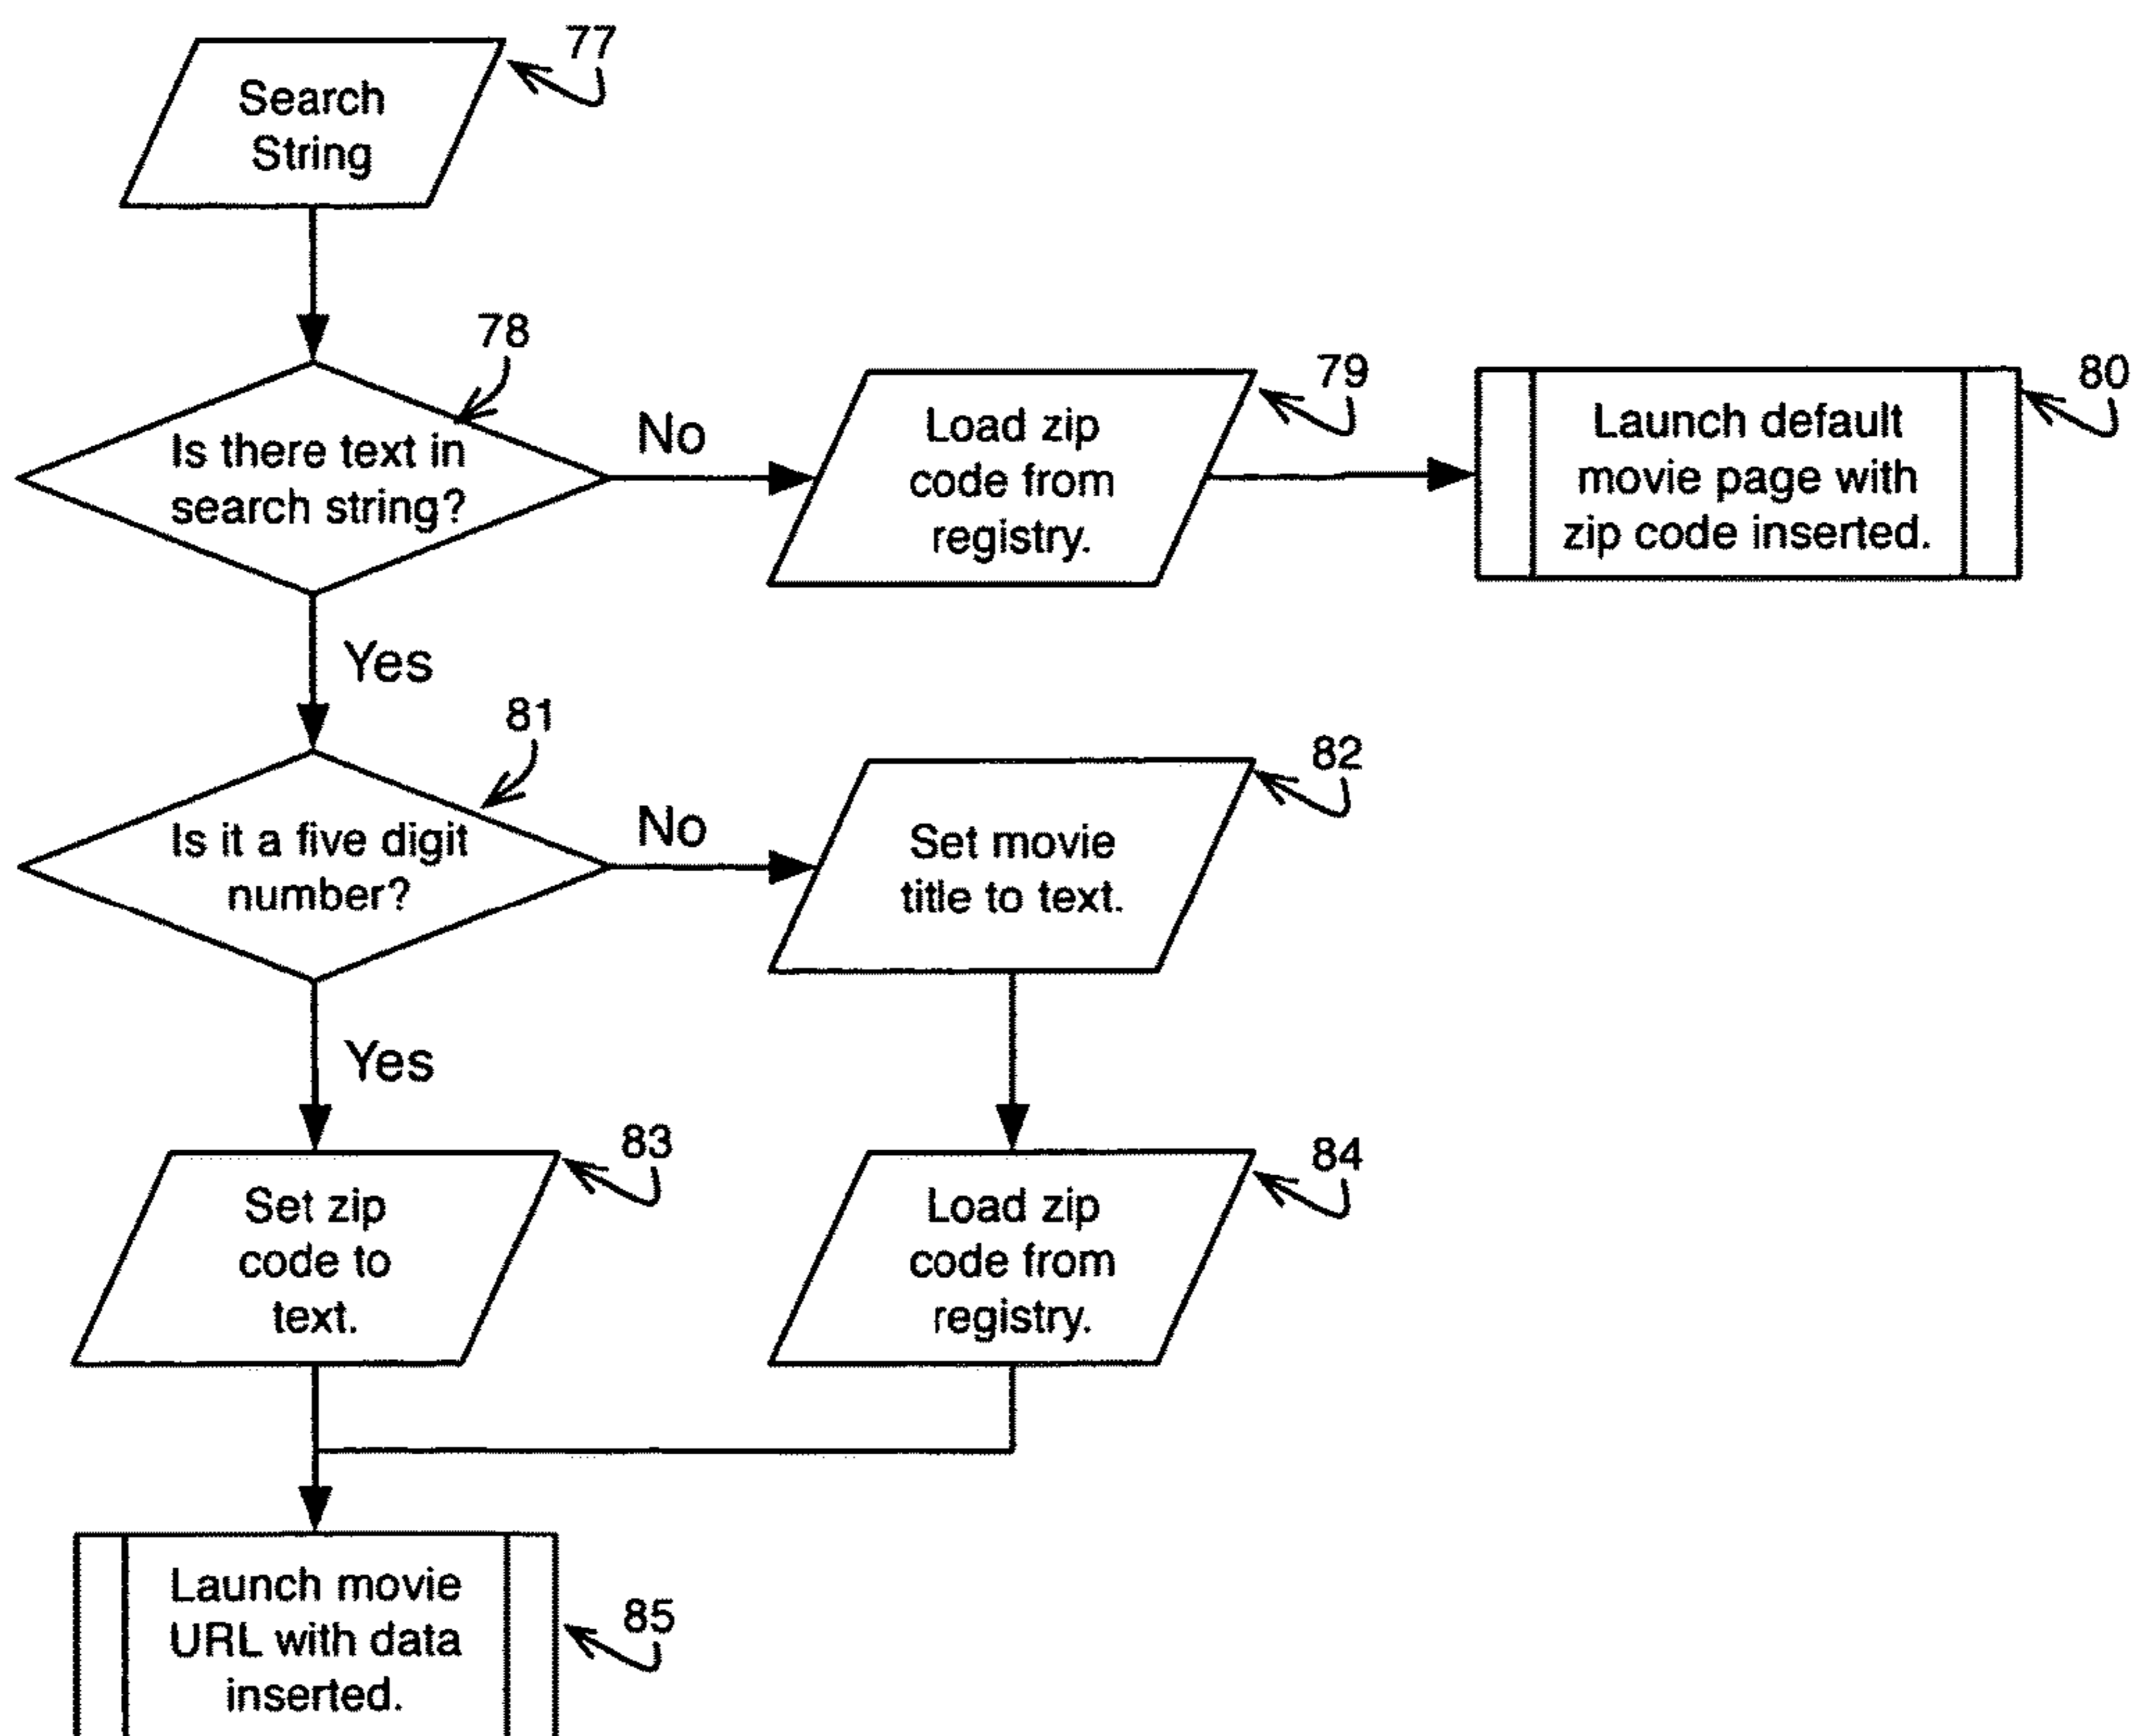 77
Search
String
78
Is there text in
search string?
No
79
Load zip
code from
registry.
80
Launch default
movie page with
zip code inserted.
Yes
81
Is it a five digit
number?
No
82
Set movie
title to text.
Yes
83
Set zip
code to
text.
84
Load zip
code from
registry.
85
Launch movie
URL with data
inserted.